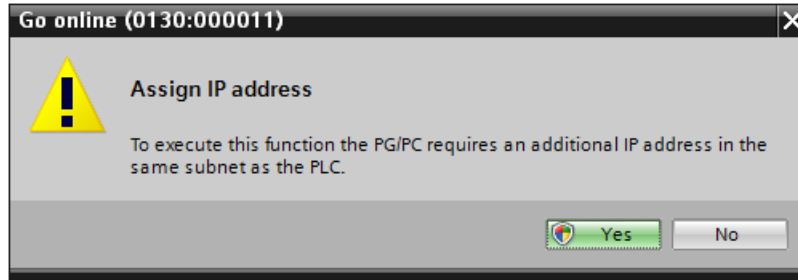 Go online (0130:000011)
Assign IP address
To execute this function the PG/PC requires an additional IP address in the
same subnet as the PLC.
Yes No